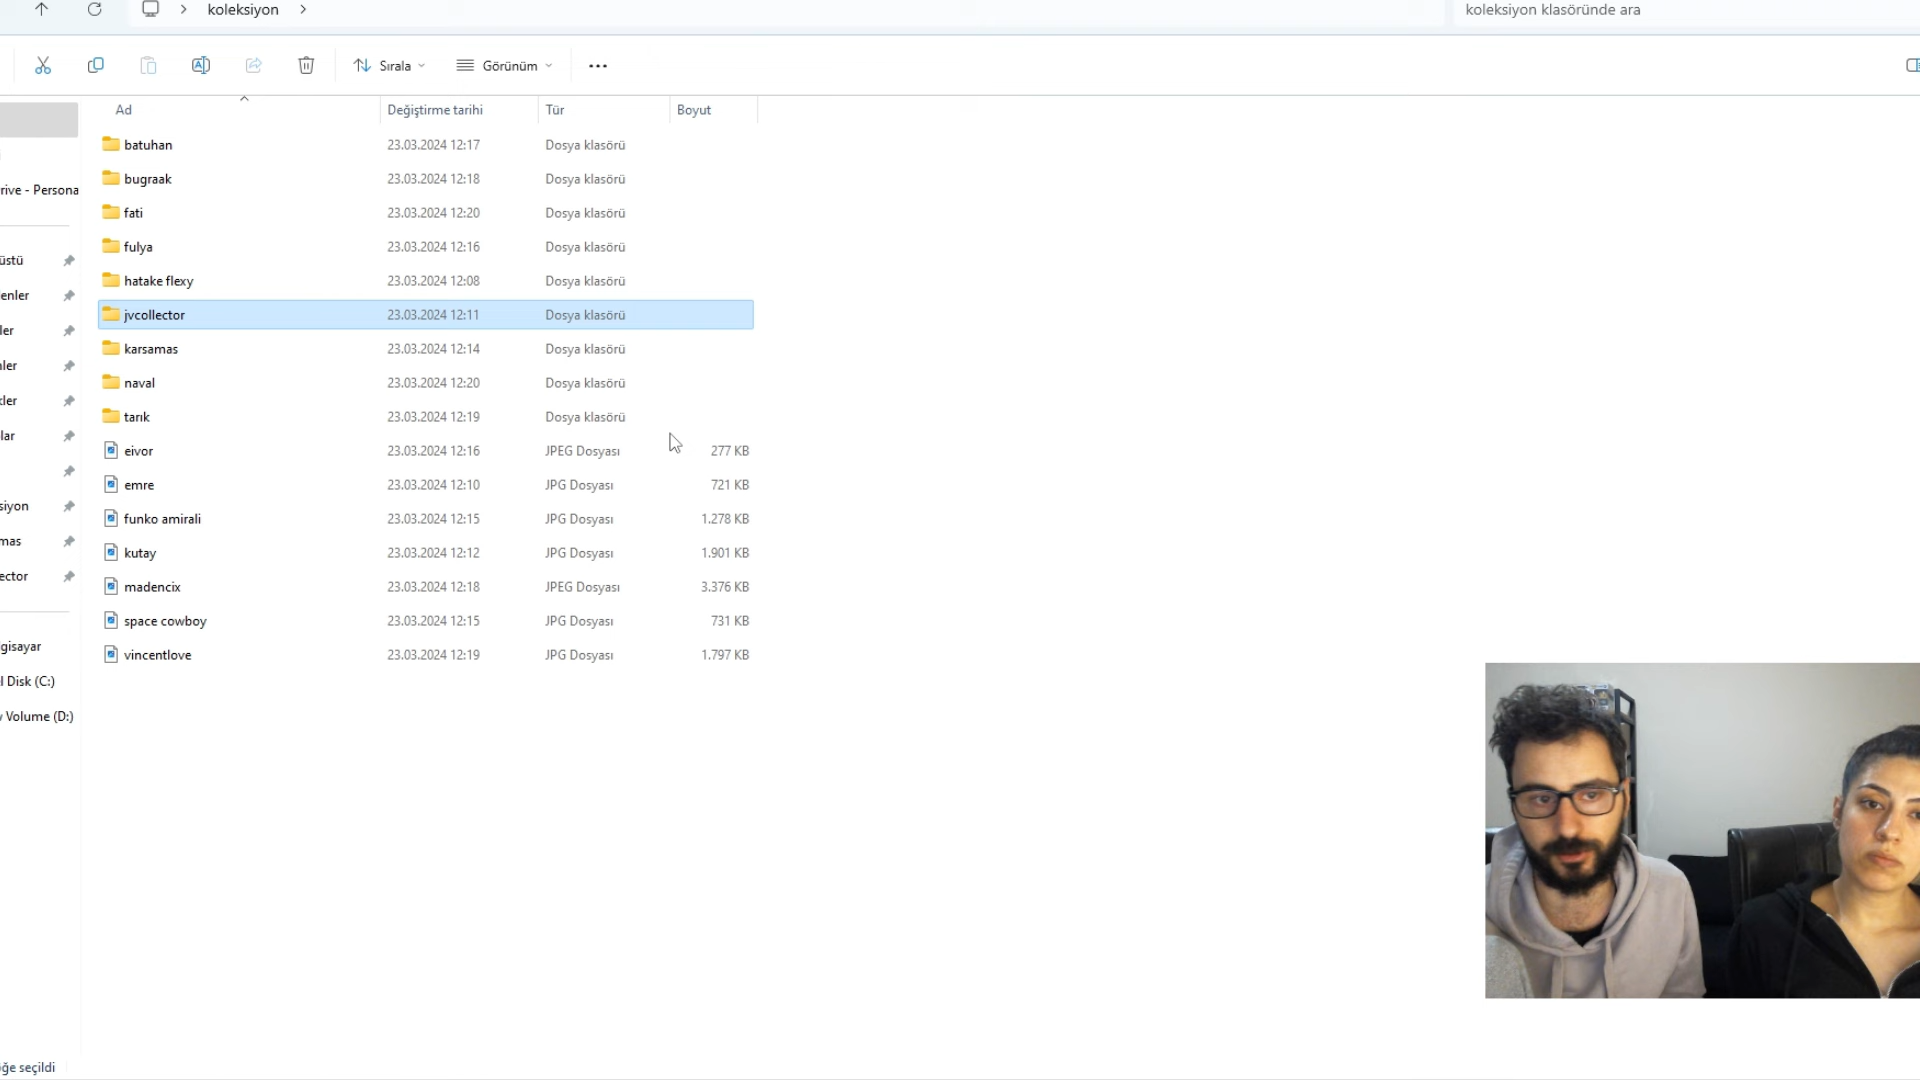 koleksiyon
koleksiyon klasöründe ara
Sırala
Görünüm
Ad Değiştirme tarihi Tür Boyut
batuhan 23.03.2024 12:17 Dosya klasörü
bugraak 23.03.2024 12:18 Dosya klasörü
fati 23.03.2024 12:20 Dosya klasörü
fulya 23.03.2024 12:16 Dosya klasörü
hatake flexy 23.03.2024 12:08 Dosya klasörü
jvcollector 23.03.2024 12:11 Dosya klasörü
karsamas 23.03.2024 12:14 Dosya klasörü
naval 23.03.2024 12:20 Dosya klasörü
tarık 23.03.2024 12:19 Dosya klasörü
eivor 23.03.2024 12:16 JPEG Dosyası 277 KB
emre 23.03.2024 12:10 JPG Dosyası 721 KB
funko amirali 23.03.2024 12:15 JPG Dosyası 1.278 KB
kutay 23.03.2024 12:12 JPG Dosyası 1.901 KB
madencix 23.03.2024 12:18 JPEG Dosyası 3.376 KB
space cowboy 23.03.2024 12:15 JPG Dosyası 731 KB
vincentlove 23.03.2024 12:19 JPG Dosyası 1.797 KB
rive - Persona
üstü
enler
ler
ler
ler
lar
siyon
mas
ector
gisayar
l Disk (C:)
Volume (D:)
ğe seçildi